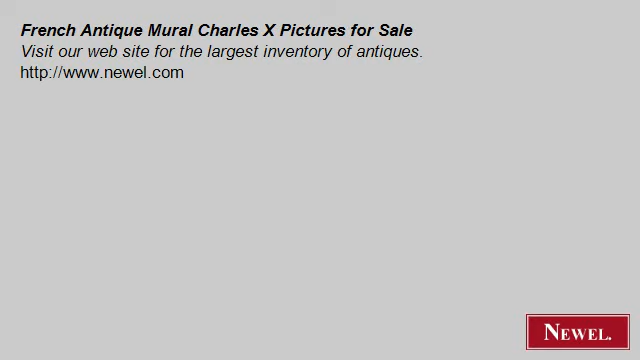 French Antique Mural Charles X Pictures for Sale
Visit our web site for the largest inventory of antiques.
http://www.newel.com
NEWEL.